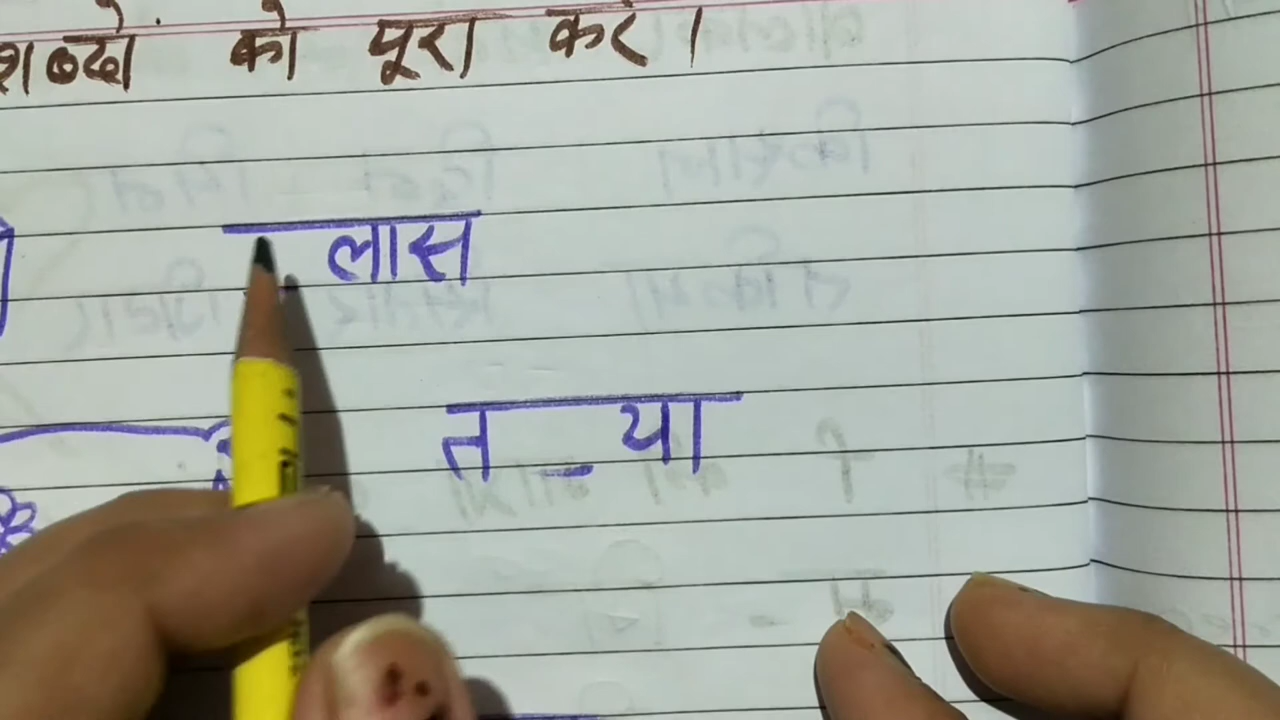 शब्दो को पूरा करे।
_ लास
त _ या